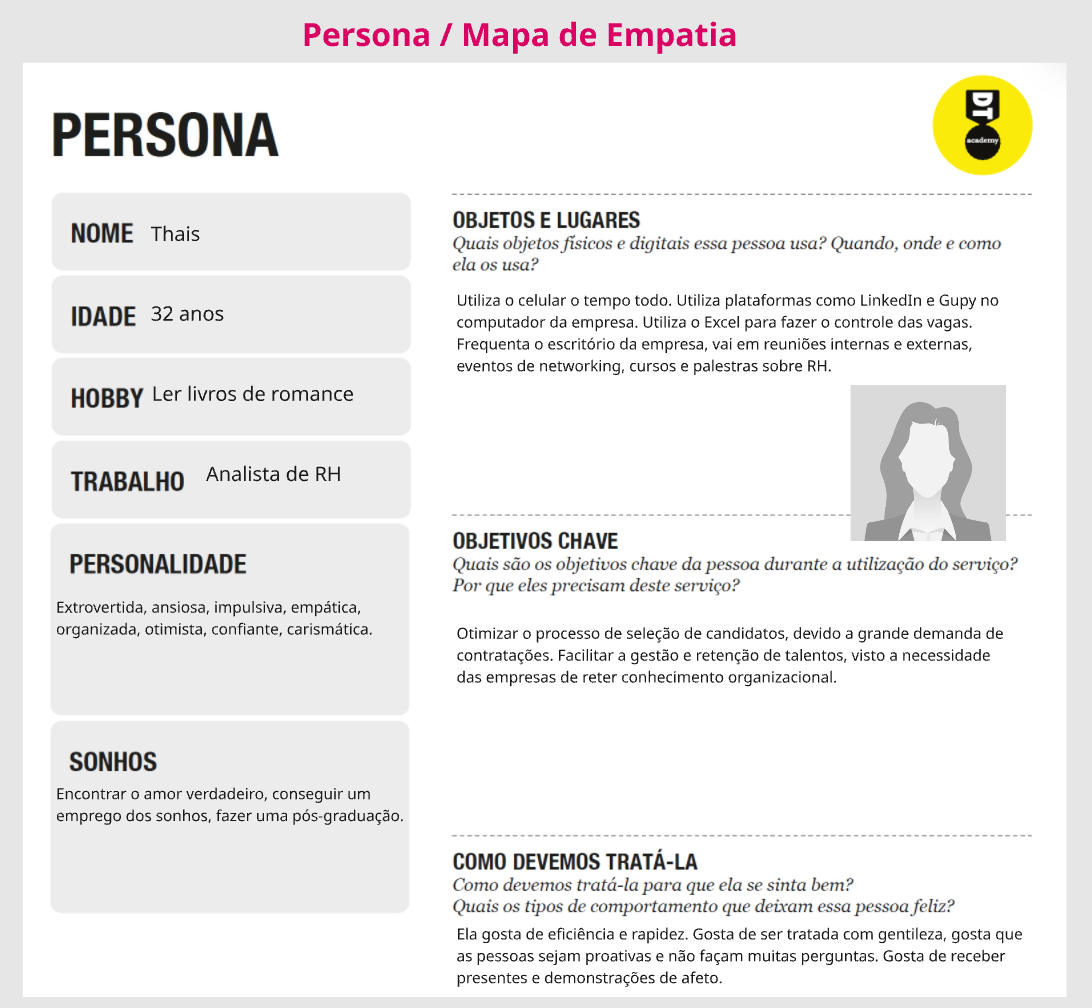 Persona / Mapa de Empatia
PERSONA
DT
academy
NOME Thais
IDADE 32 anos
HOBBY Ler livros de romance
TRABALHO Analista de RH
PERSONALIDADE
Extrovertida, ansiosa, impulsiva, empática,
organizada, otimista, confiante, carismática.
SONHOS
Encontrar o amor verdadeiro, conseguir um
emprego dos sonhos, fazer uma pós-graduação.
OBJETOS E LUGARES
Quais objetos físicos e digitais essa pessoa usa? Quando, onde e como
ela os usa?
Utiliza o celular o tempo todo. Utiliza plataformas como LinkedIn e Gupy no
computador da empresa. Utiliza o Excel para fazer o controle das vagas.
Frequenta o escritório da empresa, vai em reuniões internas e externas,
eventos de networking, cursos e palestras sobre RH.
OBJETIVOS CHAVE
Quais são os objetivos chave da pessoa durante a utilização do serviço?
Por que eles precisam deste serviço?
Otimizar o processo de seleção de candidatos, devido a grande demanda de
contratações. Facilitar a gestão e retenção de talentos, visto a necessidade
das empresas de reter conhecimento organizacional.
COMO DEVEMOS TRATÁ-LA
Como devemos tratá-la para que ela se sinta bem?
Quais os tipos de comportamento que deixam essa pessoa feliz?
Ela gosta de eficiência e rapidez. Gosta de ser tratada com gentileza, gosta que
as pessoas sejam proativas e não façam muitas perguntas. Gosta de receber
presentes e demonstrações de afeto.